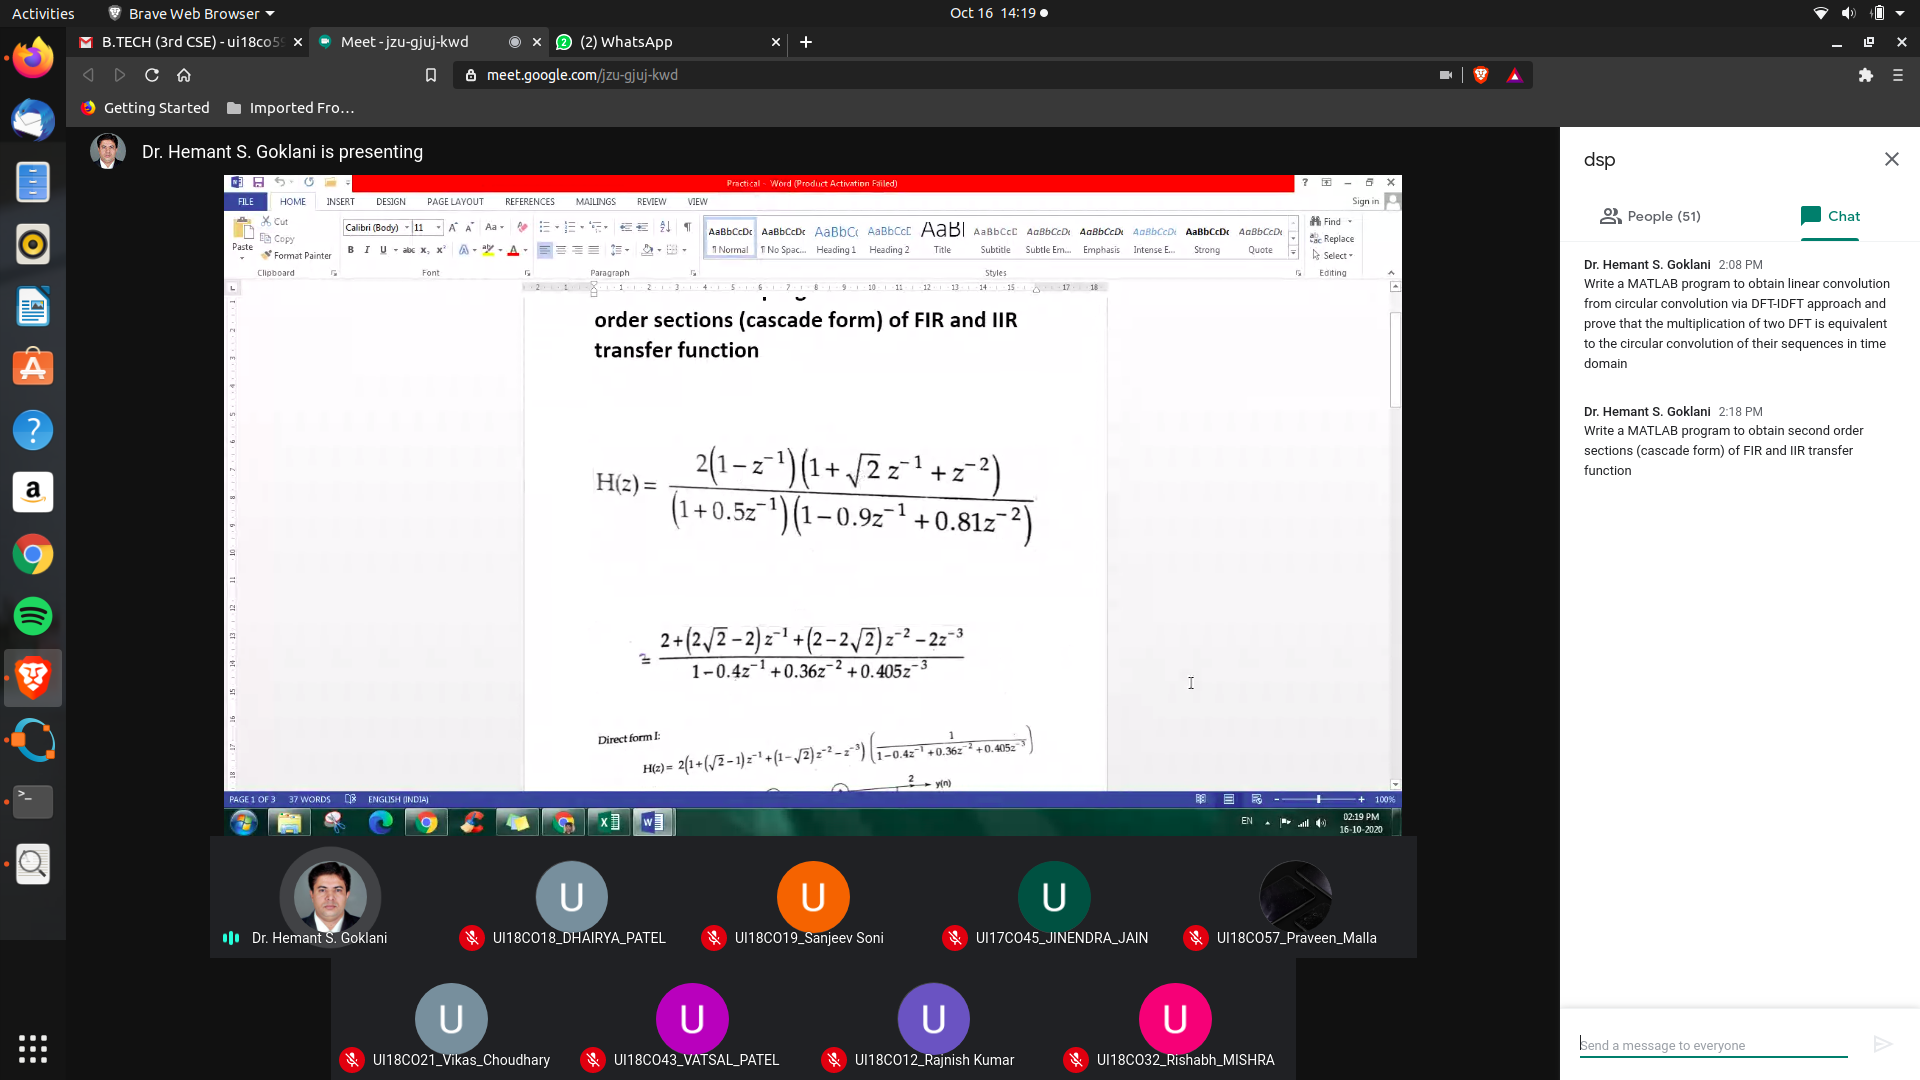 Activities
Brave Web Browser
Oct 16 14:19
B.TECH (3rd CSE) - ui18co59
Meet - jzu-gjuj-kwd
(2) WhatsApp
meet.google.com/jzu-gjuj-kwd
Getting Started
Imported Fro…
Dr. Hemant S. Goklani is presenting
Practical - Word (Product Activation Failed)
FILE HOME INSERT DESIGN PAGE LAYOUT REFERENCES MAILINGS REVIEW VIEW
Sign in
Paste
Cut
Copy
Format Painter
Calibri (Body) 11
AaBbCcDc AaBbCcDc AaBbCc AaBbCcD AaBl AaBbCcD AaBbCcDc AaBbCcDc AaBbCcDc AaBbCcDc AaBbCcDc
¶ Normal ¶ No Spac... Heading 1 Heading 2 Title Subtitle Subtle Em... Emphasis Intense E... Strong Quote
Find
Replace
Select
Clipboard Font Paragraph Styles Editing
order sections (cascade form) of FIR and IIR
transfer function
H(z) = 2(1 − z⁻¹)(1 + √2 z⁻¹ + z⁻²)
(1 + 0.5z⁻¹)(1 − 0.9z⁻¹ + 0.81z⁻²)
= 2 + (2√2 − 2)z⁻¹ + (2 − 2√2)z⁻² − 2z⁻³
1 − 0.4z⁻¹ + 0.36z⁻² + 0.405z⁻³
Direct form I:
H(z) = 2(1 + (√2 − 1)z⁻¹ + (1 − √2)z⁻² − z⁻³) (1 / 1 − 0.4z⁻¹ + 0.36z⁻² + 0.405z⁻³)
2 y(n)
PAGE 1 OF 3 37 WORDS ENGLISH (INDIA)
100%
EN
02:19 PM
16-10-2020
Dr. Hemant S. Goklani
UI18CO18_DHAIRYA_PATEL
UI18CO19_Sanjeev Soni
UI17CO45_JINENDRA_JAIN
UI18CO57_Praveen_Malla
U
U
U
UI18CO21_Vikas_Choudhary
UI18CO43_VATSAL_PATEL
UI18CO12_Rajnish Kumar
UI18CO32_Rishabh_MISHRA
U
U
U
U
dsp
People (51)
Chat
Dr. Hemant S. Goklani 2:08 PM
Write a MATLAB program to obtain linear convolution
from circular convolution via DFT-IDFT approach and
prove that the multiplication of two DFT is equivalent
to the circular convolution of their sequences in time
domain
Dr. Hemant S. Goklani 2:18 PM
Write a MATLAB program to obtain second order
sections (cascade form) of FIR and IIR transfer
function
Send a message to everyone